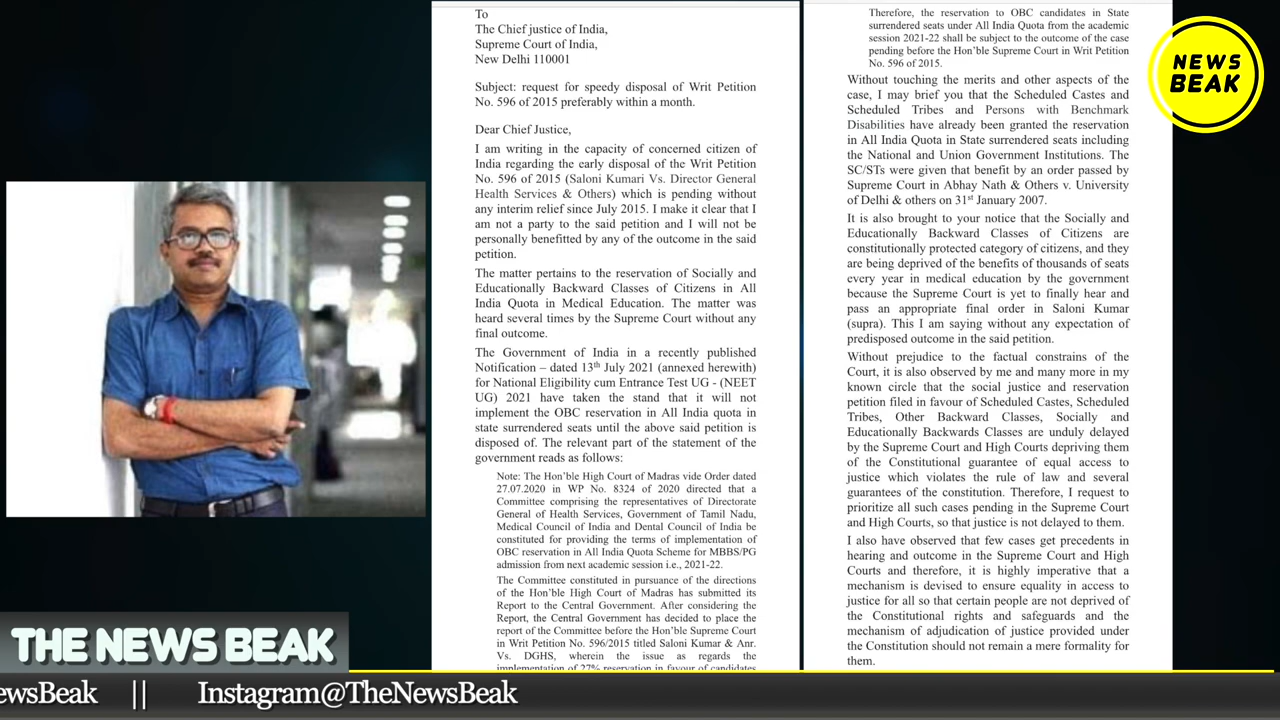 To
The Chief justice of India,
Supreme Court of India,
New Delhi 110001
Subject: request for speedy disposal of Writ Petition
No. 596 of 2015 preferably within a month.
Dear Chief Justice,
I am writing in the capacity of concerned citizen of
India regarding the early disposal of the Writ Petition
No. 596 of 2015 (Saloni Kumari Vs. Director General
Health Services & Others) which is pending without
any interim relief since July 2015. I make it clear that I
am not a party to the said petition and I will not be
personally benefitted by any of the outcome in the said
petition.
The matter pertains to the reservation of Socially and
Educationally Backward Classes of Citizens in All
India Quota in Medical Education. The matter was
heard several times by the Supreme Court without any
final outcome.
The Government of India in a recently published
Notification – dated 13th July 2021 (annexed herewith)
for National Eligibility cum Entrance Test UG - (NEET
UG) 2021 have taken the stand that it will not
implement the OBC reservation in All India quota in
state surrendered seats until the above said petition is
disposed of. The relevant part of the statement of the
government reads as follows:
Note: The Hon'ble High Court of Madras vide Order dated
27.07.2020 in WP No. 8324 of 2020 directed that a
Committee comprising the representatives of Directorate
General of Health Services, Government of Tamil Nadu,
Medical Council of India and Dental Council of India be
constituted for providing the terms of implementation of
OBC reservation in All India Quota Scheme for MBBS/PG
admission from next academic session i.e., 2021-22.
The Committee constituted in pursuance of the directions
of the Hon'ble High Court of Madras has submitted its
Report to the Central Government. After considering the
Report, the Central Government has decided to place the
report of the Committee before the Hon'ble Supreme Court
in Writ Petition No. 596/2015 titled Saloni Kumar & Anr.
Vs. DGHS, wherein the issue as regards the
implementation of 27% reservation in favour of candidates
Therefore, the reservation to OBC candidates in State
surrendered seats under All India Quota from the academic
session 2021-22 shall be subject to the outcome of the case
pending before the Hon'ble Supreme Court in Writ Petition
No. 596 of 2015.
Without touching the merits and other aspects of the
case, I may brief you that the Scheduled Castes and
Scheduled Tribes and Persons with Benchmark
Disabilities have already been granted the reservation
in All India Quota in State surrendered seats including
the National and Union Government Institutions. The
SC/STs were given that benefit by an order passed by
Supreme Court in Abhay Nath & Others v. University
of Delhi & others on 31st January 2007.
It is also brought to your notice that the Socially and
Educationally Backward Classes of Citizens are
constitutionally protected category of citizens, and they
are being deprived of the benefits of thousands of seats
every year in medical education by the government
because the Supreme Court is yet to finally hear and
pass an appropriate final order in Saloni Kumar
(supra). This I am saying without any expectation of
predisposed outcome in the said petition.
Without prejudice to the factual constrains of the
Court, it is also observed by me and many more in my
known circle that the social justice and reservation
petition filed in favour of Scheduled Castes, Scheduled
Tribes, Other Backward Classes, Socially and
Educationally Backwards Classes are unduly delayed
by the Supreme Court and High Courts depriving them
of the Constitutional guarantee of equal access to
justice which violates the rule of law and several
guarantees of the constitution. Therefore, I request to
prioritize all such cases pending in the Supreme Court
and High Courts, so that justice is not delayed to them.
I also have observed that few cases get precedents in
hearing and outcome in the Supreme Court and High
Courts and therefore, it is highly imperative that a
mechanism is devised to ensure equality in access to
justice for all so that certain people are not deprived of
the Constitutional rights and safeguards and the
mechanism of adjudication of justice provided under
the Constitution should not remain a mere formality for
them.
NEWS
BEAK
THE NEWS BEAK
ewsBeak || Instagram@TheNewsBeak